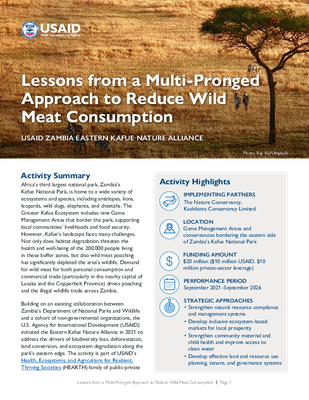 USAID
FROM THE AMERICAN PEOPLE
Lessons from a Multi-Pronged
Approach to Reduce Wild
Meat Consumption
USAID ZAMBIA EASTERN KAFUE NATURE ALLIANCE
Activity Summary
Africa's third largest national park, Zambia's
Kafue National Park, is home to a wide variety of
ecosystems and species, including antelopes, lions,
leopards, wild dogs, elephants, and cheetahs. The
Greater Kafue Ecosystem includes nine Game
Management Areas that border the park, supporting
local communities' livelihoods and food security.
However, Kafue's landscape faces many challenges.
Not only does habitat degradation threaten the
health and well-being of the 200,000 people living
in these buffer zones, but also wild meat poaching
has significantly depleted the area's wildlife. Demand
for wild meat for both personal consumption and
commercial trade (particularly in the nearby capital of
Lusaka and the Copperbelt Province) drives poaching
and the illegal wildlife trade across Zambia.
Building on an existing collaboration between
Zambia's Department of National Parks and Wildlife
and a cohort of non-governmental organizations, the
U.S. Agency for International Development (USAID)
initiated the Eastern Kafue Nature Alliance in 2021 to
address the drivers of biodiversity loss, deforestation,
land conversion, and ecosystem degradation along the
park's eastern edge. The activity is part of USAID's
Health, Ecosystems, and Agriculture for Resilient,
Thriving Societies (HEARTH) family of public-private
Activity Highlights
IMPLEMENTING PARTNERS
The Nature Conservancy,
Kashikoto Conservancy Limited
LOCATION
Game Management Areas and
conservancies bordering the eastern side
of Zambia's Kafue National Park
$
FUNDING AMOUNT
$20 million ($10 million USAID, $10
million private-sector leverage)
PERFORMANCE PERIOD
September 2021–September 2026
STRATEGIC APPROACHES
• Strengthen natural resource compliance
and management systems
• Develop inclusive ecosystem-based
markets for local prosperity
• Strengthen community maternal and
child health and improve access to
clean water
• Develop effective land and resource use
planning, tenure, and governance systems
Lessons from a Multi-Pronged Approach to Reduce Wild Meat Consumption | Page 1